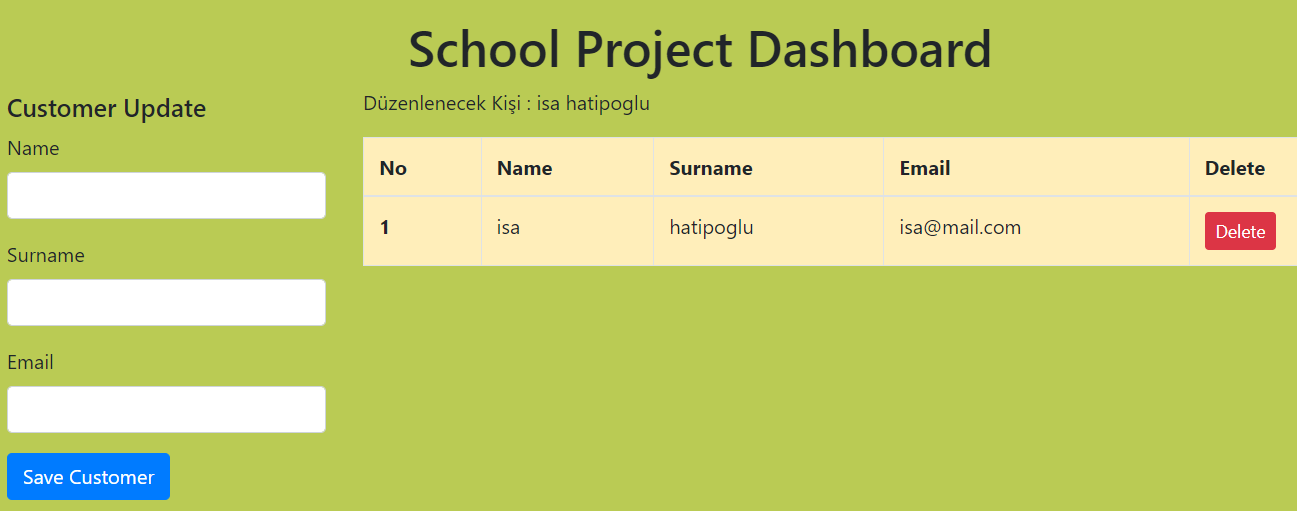 School Project Dashboard
Customer Update
Name
Surname
Email
Save Customer
Düzenlenecek Kişi : isa hatipoglu
No Name Surname Email Delete
1 isa hatipoglu isa@mail.com Delete